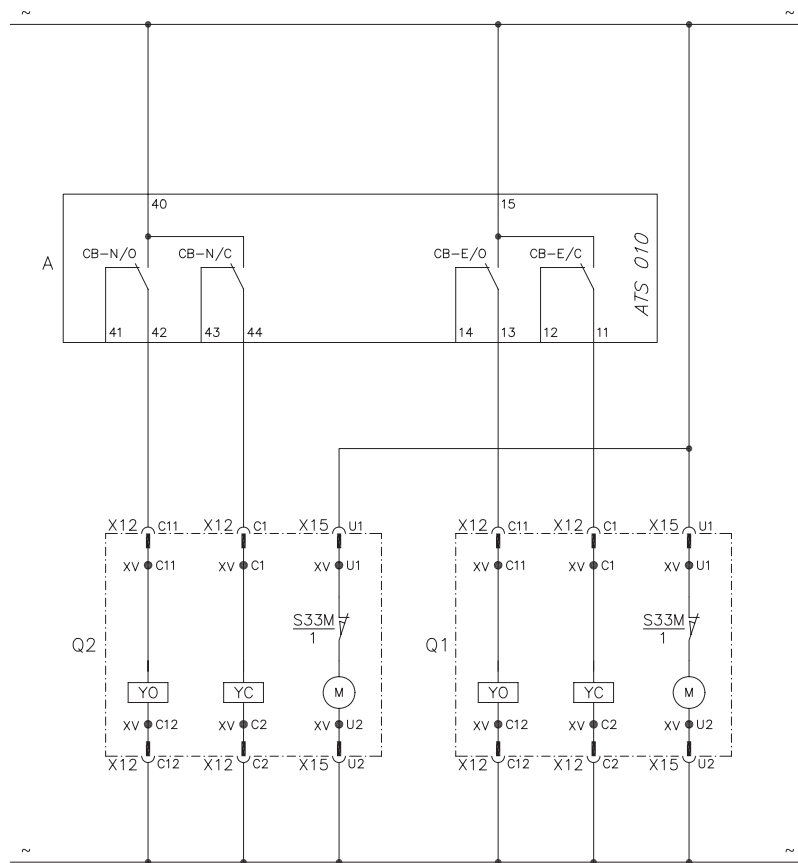 ~ ~
40 15
CB-N/O CB-N/C CB-E/O CB-E/C
A
ATS 010
41 42 43 44 14 13 12 11
X12 C11 X12 C1 X15 U1 X12 C11 X12 C1 X15 U1
XV C11 XV C1 XV U1 XV C11 XV C1 XV U1
S33M S33M
1 1
Q2 Q1
YO YC M YO YC M
XV C12 XV C2 XV U2 XV C12 XV C2 XV U2
X12 C12 X12 C2 X15 U2 X12 C12 X12 C2 X15 U2
~ ~